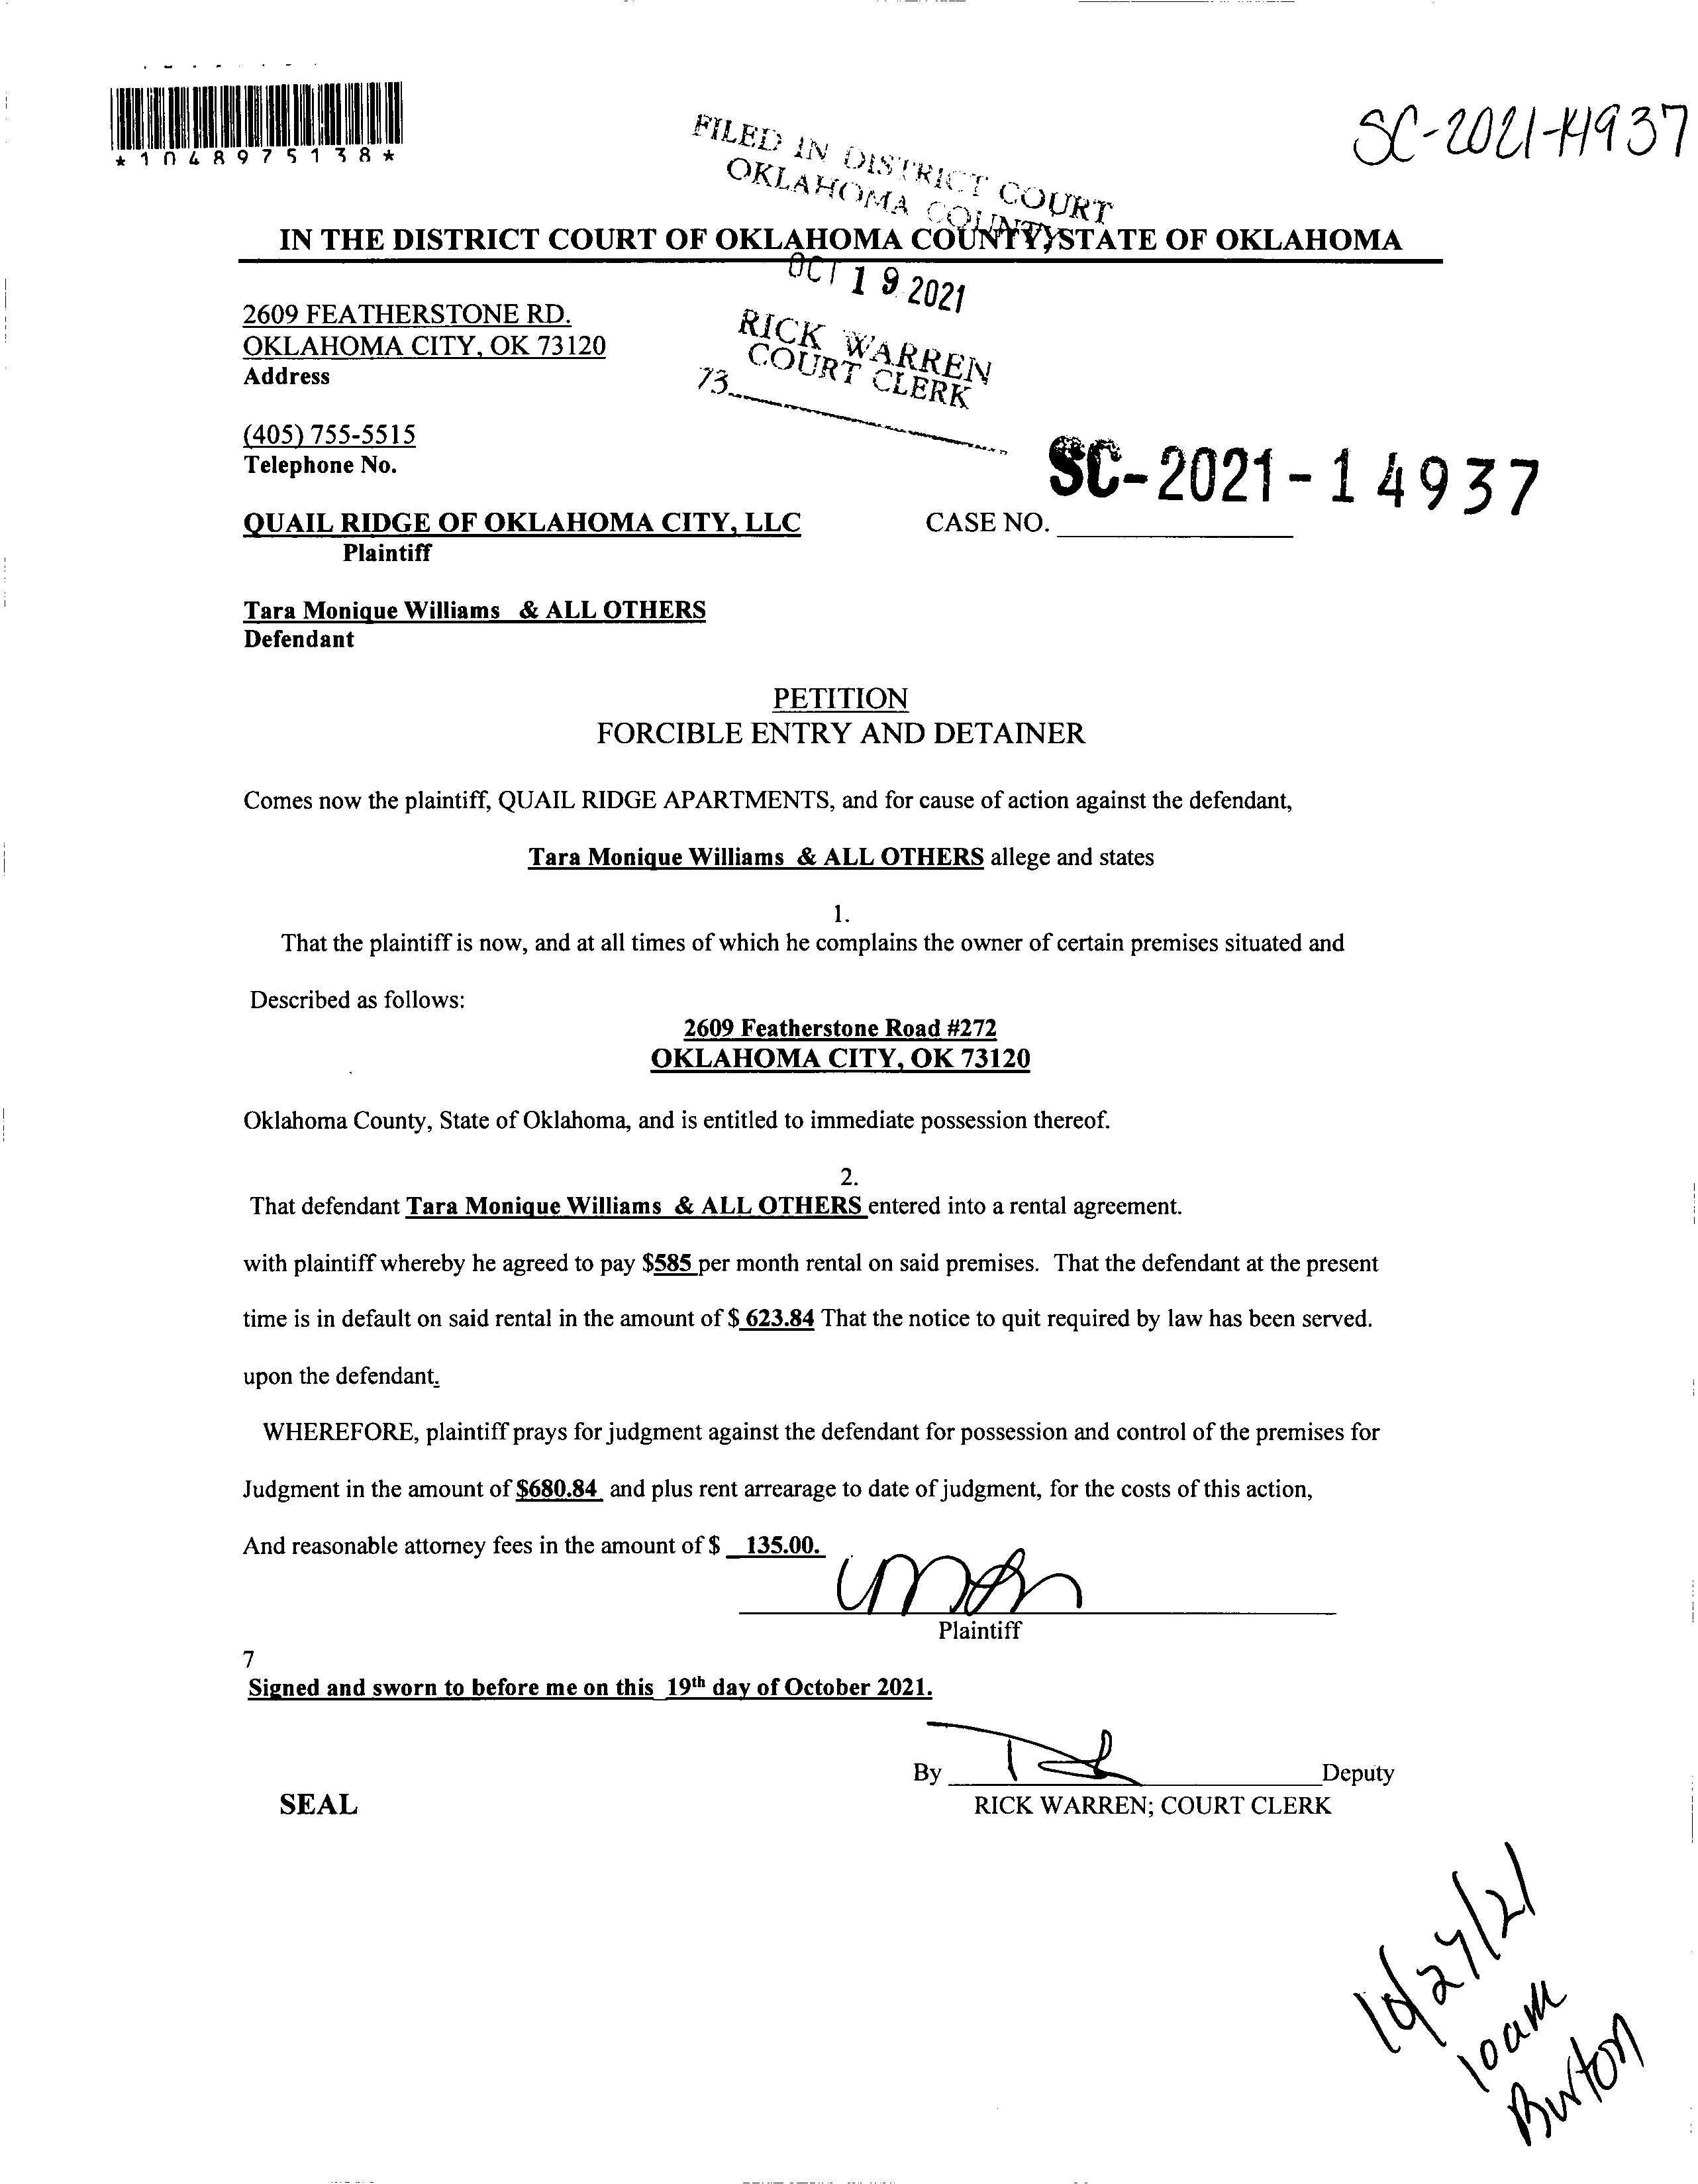 *1048975138*
SC-2021-14937
FILED IN DISTRICT COURT
OKLAHOMA COUNTY
IN THE DISTRICT COURT OF OKLAHOMA COUNTY, STATE OF OKLAHOMA
OCT 19 2021
RICK WARREN
COURT CLERK
73
2609 FEATHERSTONE RD.
OKLAHOMA CITY, OK 73120
Address
(405) 755-5515
Telephone No.
SC-2021-14937
QUAIL RIDGE OF OKLAHOMA CITY, LLC CASE NO.
Plaintiff
Tara Monique Williams & ALL OTHERS
Defendant
PETITION
FORCIBLE ENTRY AND DETAINER
Comes now the plaintiff, QUAIL RIDGE APARTMENTS, and for cause of action against the defendant,
Tara Monique Williams & ALL OTHERS allege and states
1.
That the plaintiff is now, and at all times of which he complains the owner of certain premises situated and
Described as follows:
2609 Featherstone Road #272
OKLAHOMA CITY, OK 73120
Oklahoma County, State of Oklahoma, and is entitled to immediate possession thereof.
2.
That defendant Tara Monique Williams & ALL OTHERS entered into a rental agreement.
with plaintiff whereby he agreed to pay $585 per month rental on said premises. That the defendant at the present
time is in default on said rental in the amount of $ 623.84 That the notice to quit required by law has been served.
upon the defendant.
WHEREFORE, plaintiff prays for judgment against the defendant for possession and control of the premises for
Judgment in the amount of $680.84 and plus rent arrearage to date of judgment, for the costs of this action,
And reasonable attorney fees in the amount of $ 135.00.
Plaintiff
7
Signed and sworn to before me on this 19th day of October 2021.
By Deputy
SEAL
RICK WARREN; COURT CLERK
10/27/21
10am
Burton